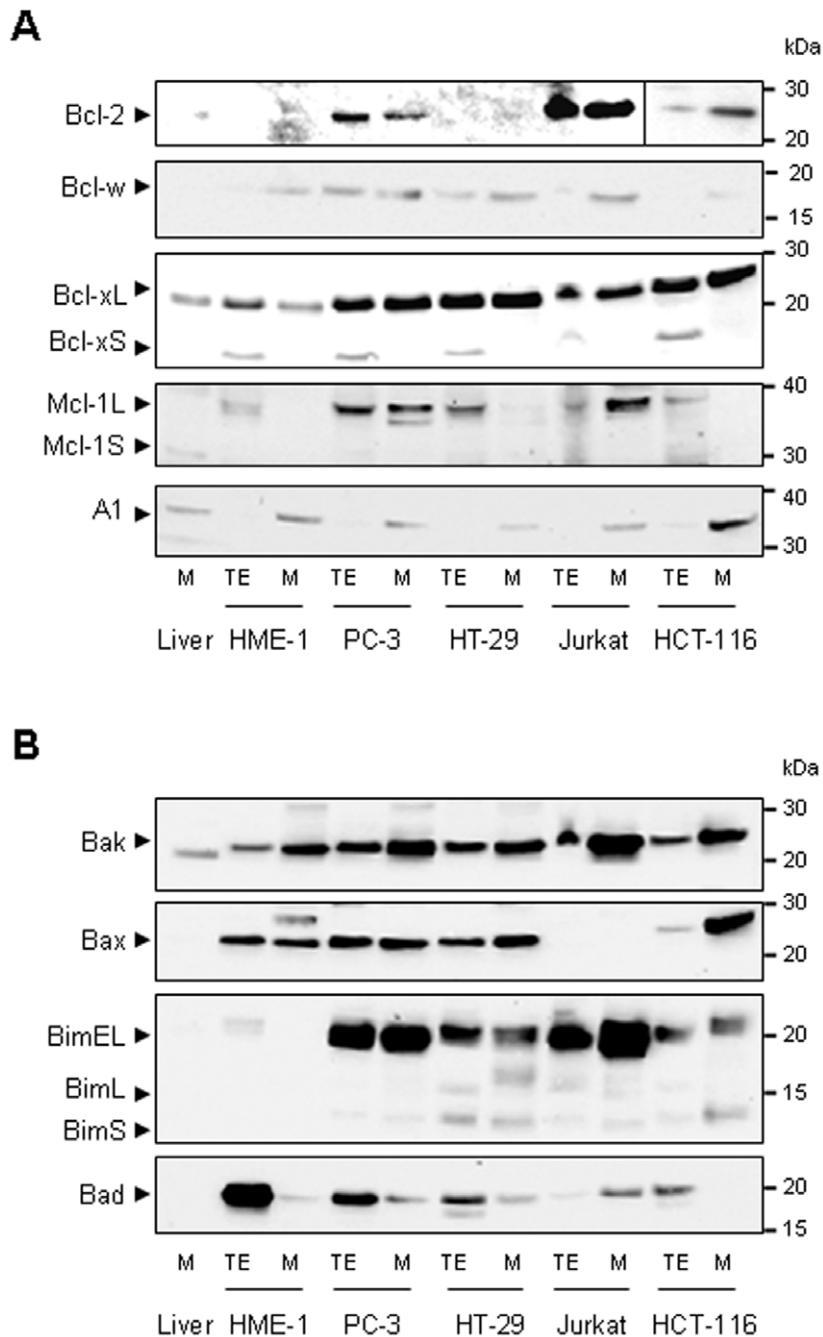 A
kDa
Bcl-2 30
20
Bcl-w 20
15
Bcl-xL 30
20
Bcl-xS
Mcl-1L 40
Mcl-1S 30
A1 40
30
M TE M TE M TE M TE M TE M
Liver HME-1 PC-3 HT-29 Jurkat HCT-116
B
kDa
Bak 30
20
Bax 30
20
BimEL 20
BimL 15
BimS
Bad 20
15
M TE M TE M TE M TE M TE M
Liver HME-1 PC-3 HT-29 Jurkat HCT-116